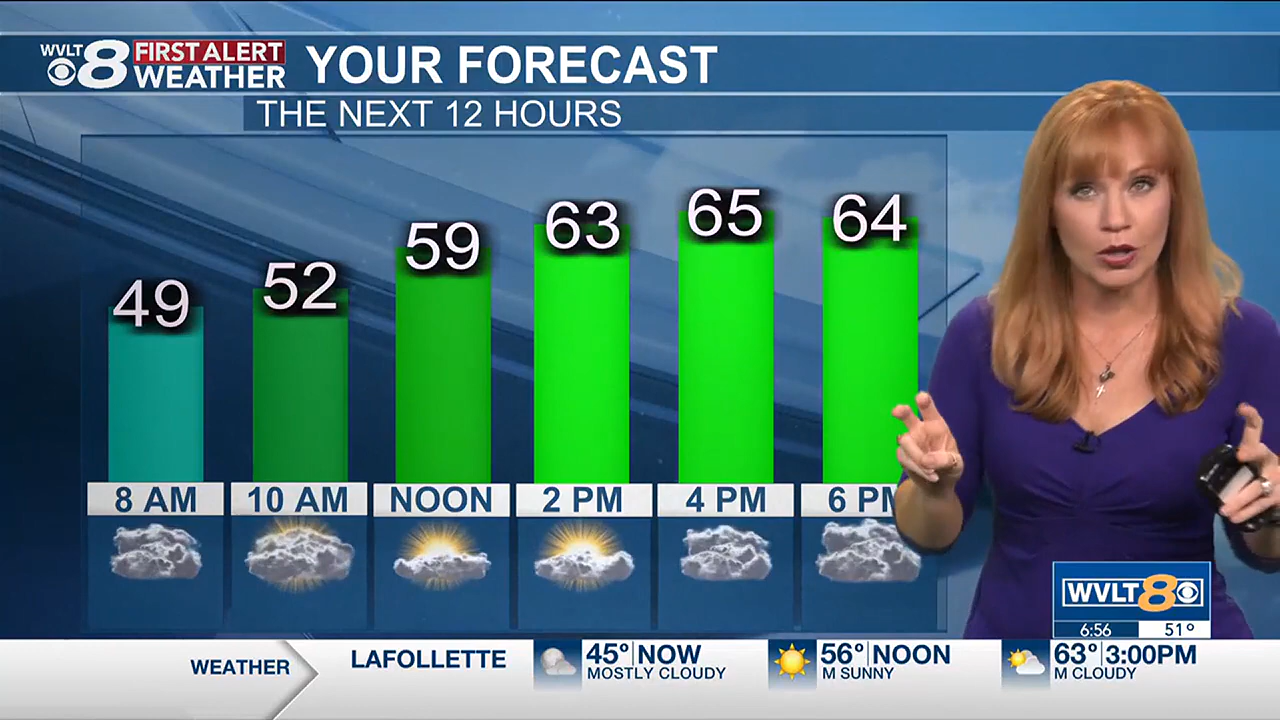 WVLT 8 FIRST ALERT WEATHER
YOUR FORECAST
THE NEXT 12 HOURS
49 52 59 63 65 64
8 AM 10 AM NOON 2 PM 4 PM 6 PM
WVLT 8
6:56 51°
WEATHER
LAFOLLETTE
45° NOW
MOSTLY CLOUDY
56° NOON
M SUNNY
63° 3:00PM
M CLOUDY